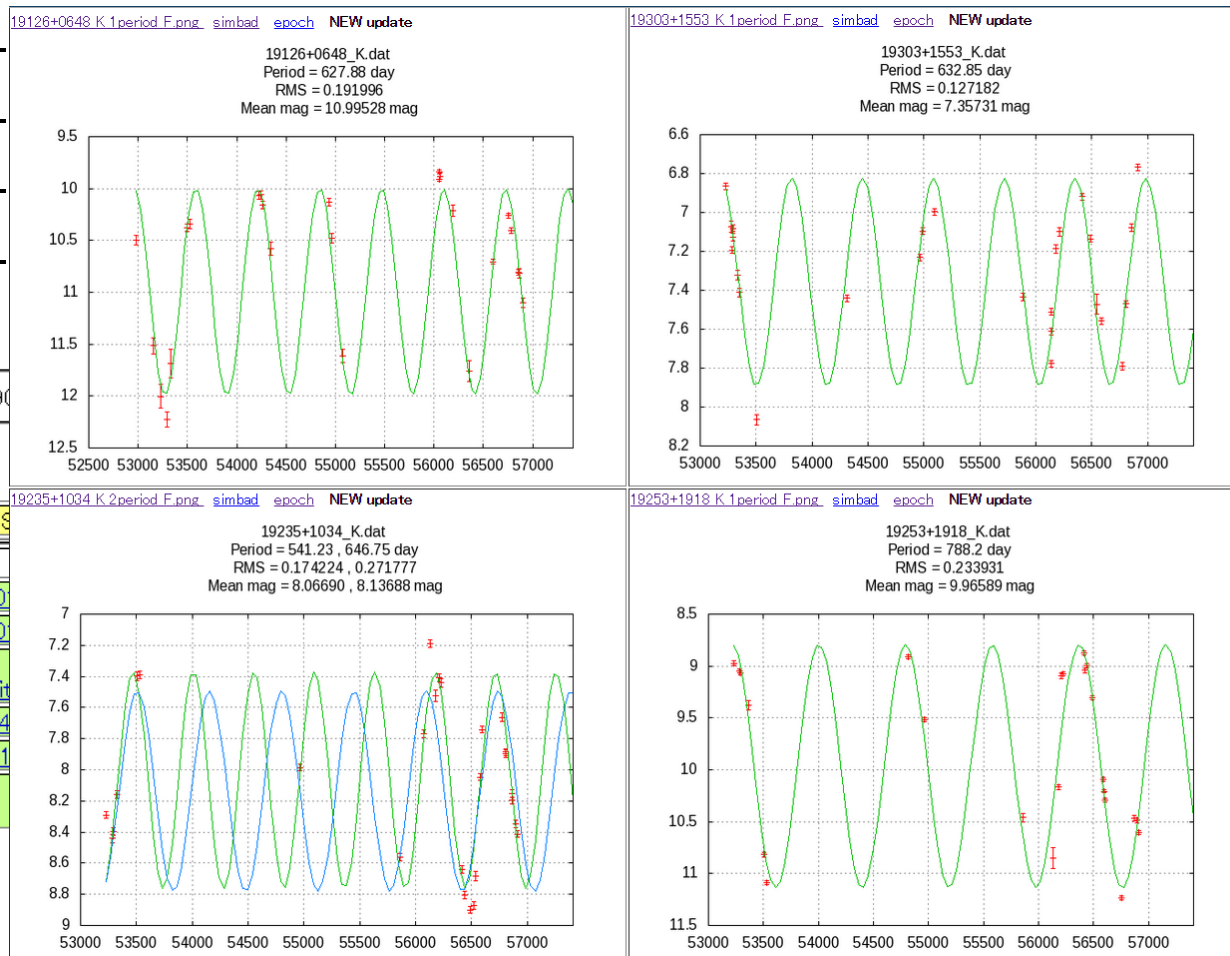 19126+0648 K 1period F.png simbad epoch NEW update
19126+0648_K.dat
Period = 627.88 day
RMS = 0.191996
Mean mag = 10.99528 mag
9.5
10
10.5
11
11.5
12
12.5
52500 53000 53500 54000 54500 55000 55500 56000 56500 57000
19303+1553 K 1period F.png simbad epoch NEW update
19303+1553_K.dat
Period = 632.85 day
RMS = 0.127182
Mean mag = 7.35731 mag
6.6
6.8
7
7.2
7.4
7.6
7.8
8
8.2
53000 53500 54000 54500 55000 55500 56000 56500 57000
19235+1034 K 2period F.png simbad epoch NEW update
19235+1034_K.dat
Period = 541.23 , 646.75 day
RMS = 0.174224 , 0.271777
Mean mag = 8.06690 , 8.13688 mag
7
7.2
7.4
7.6
7.8
8
8.2
8.4
8.6
8.8
9
53000 53500 54000 54500 55000 55500 56000 56500 57000
19253+1918 K 1period F.png simbad epoch NEW update
19253+1918_K.dat
Period = 788.2 day
RMS = 0.233931
Mean mag = 9.96589 mag
8.5
9
9.5
10
10.5
11
11.5
53000 53500 54000 54500 55000 55500 56000 56500 57000